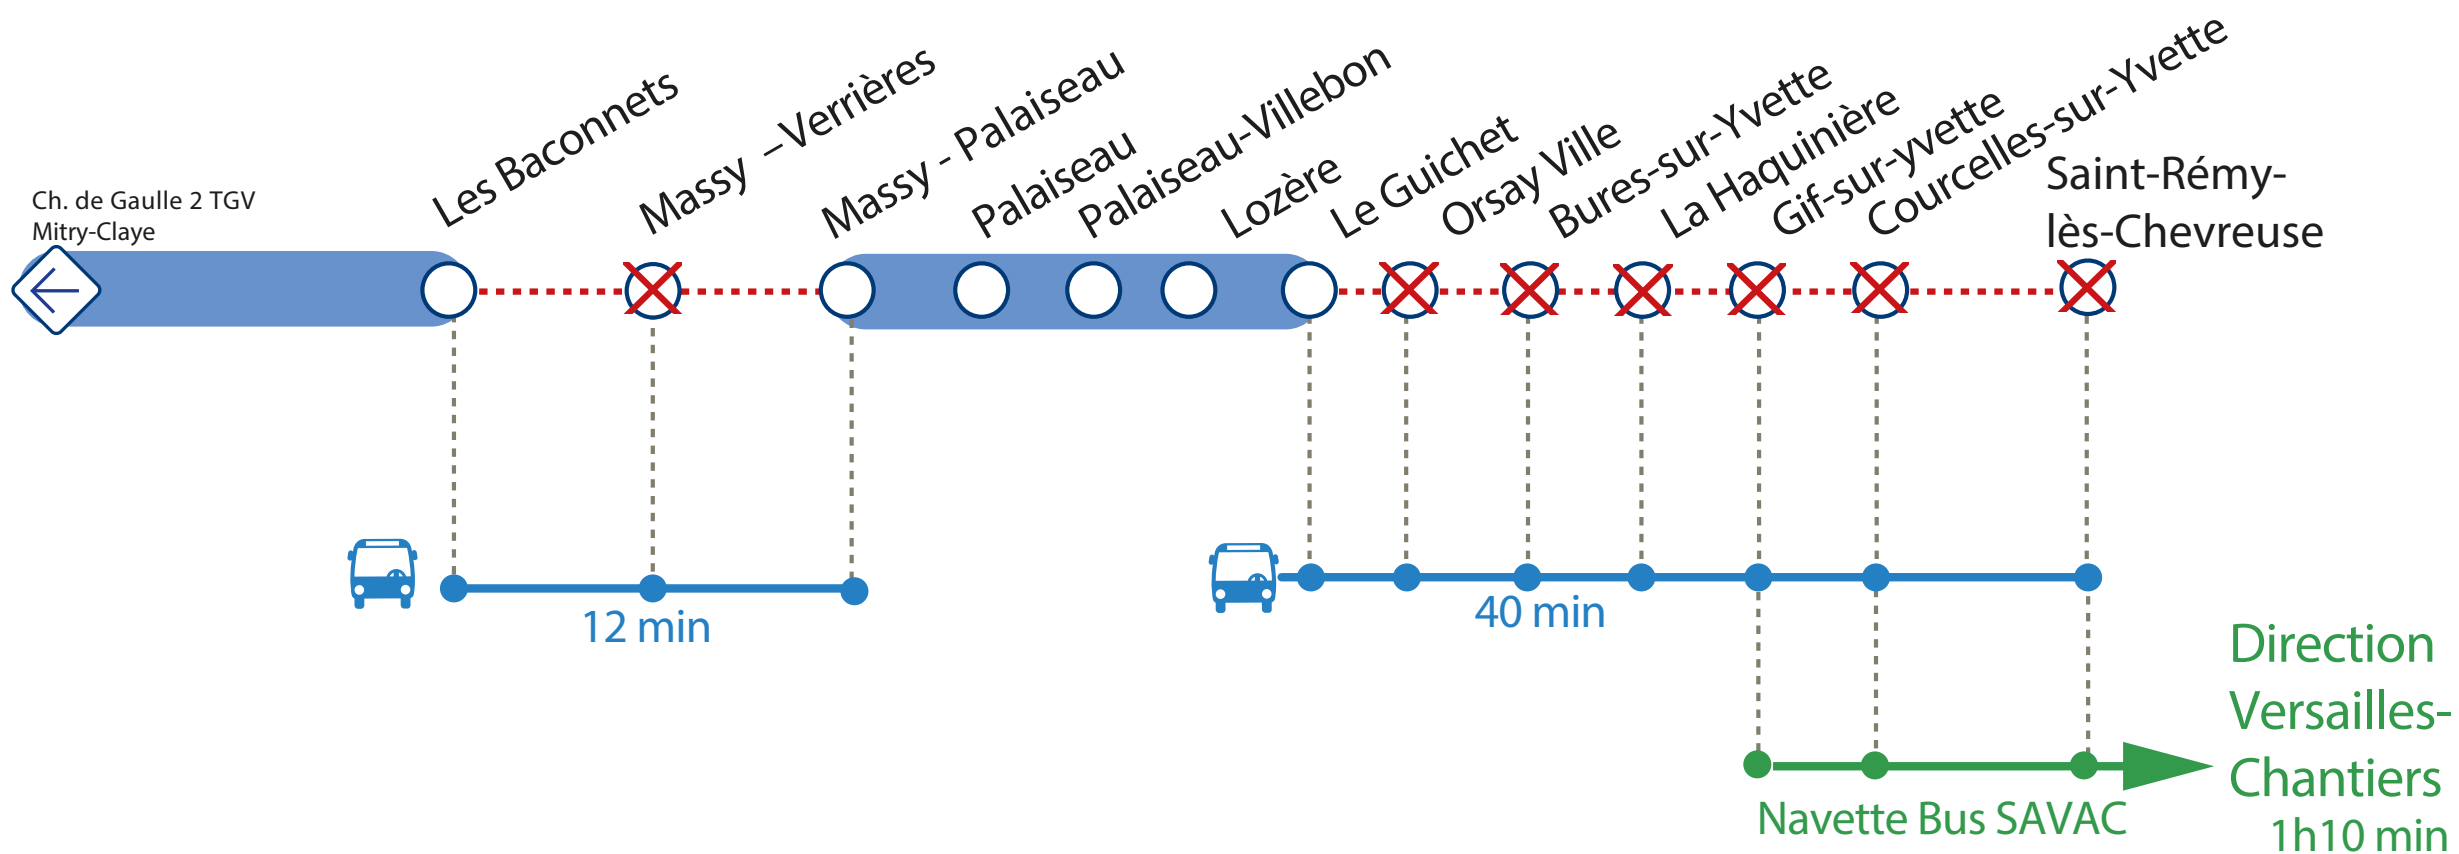 Ch. de Gaulle 2 TGV
Mitry-Claye
Les Baconnets
Massy –Verrières
Massy - Palaiseau
Palaiseau
Palaiseau-Villebon
Lozère
Le Guichet
Orsay Ville
Bures-sur-Yvette
La Haquinière
Gif-sur-yvette
Courcelles-sur-Yvette
Saint-Rémy-
lès-Chevreuse
12 min
40 min
Direction
Versailles-
Chantiers
1h10 min
Navette Bus SAVAC